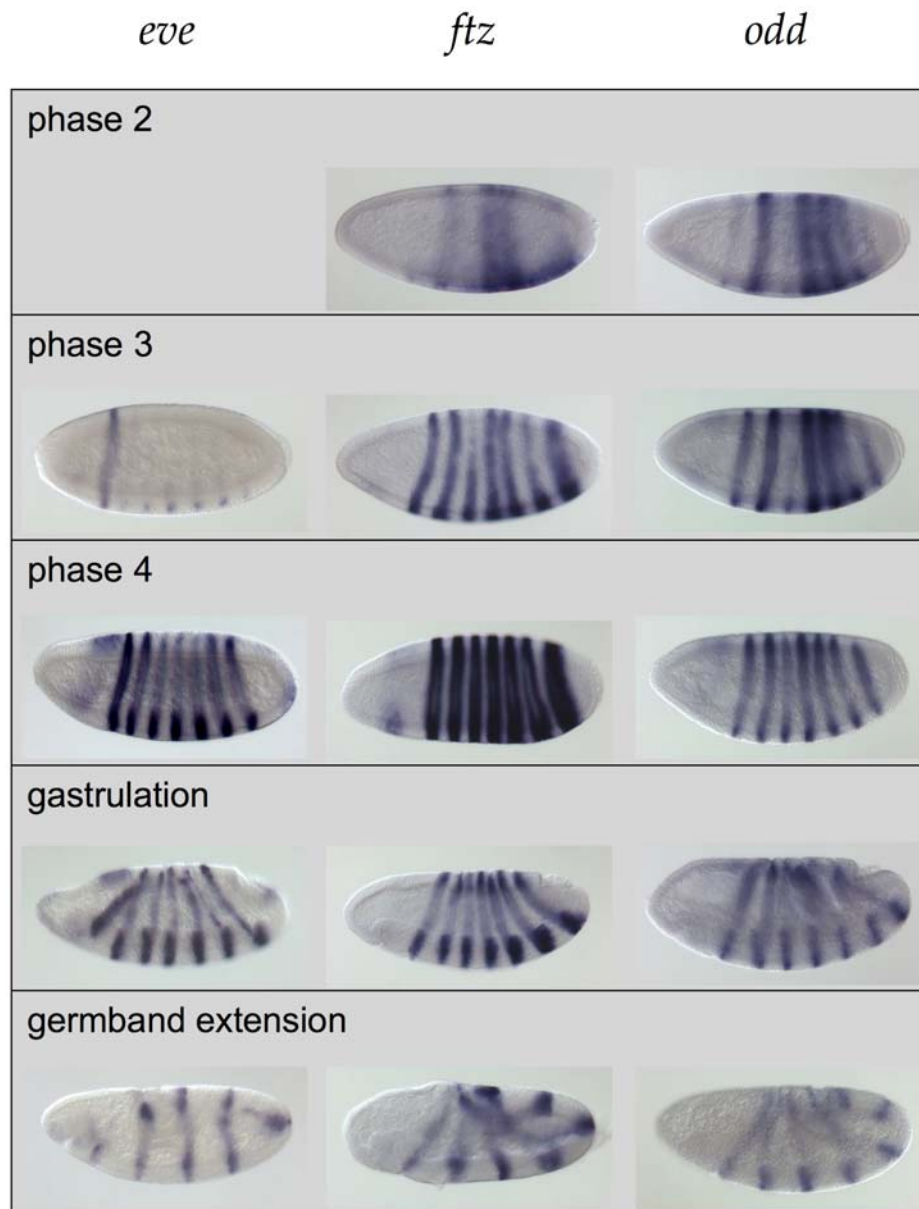 eve ftz odd
phase 2
phase 3
phase 4
gastrulation
germband extension